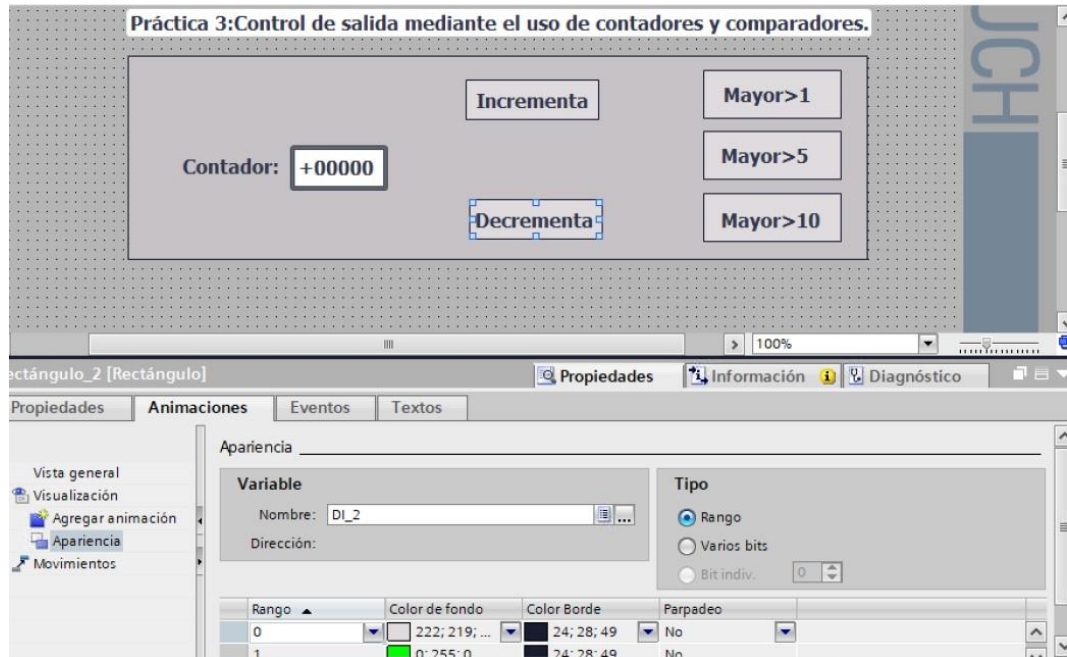 Práctica 3:Control de salida mediante el uso de contadores y comparadores.
UCH
Incrementa
Mayor>1
Contador:
+00000
Mayor>5
Decrementa
Mayor>10
100%
ectángulo_2 [Rectángulo]
Propiedades
Información
Diagnóstico
Propiedades
Animaciones
Eventos
Textos
Apariencia
Vista general
Visualización
Agregar animación
Apariencia
Movimientos
Variable
Nombre:
DI_2
...
Dirección:
Tipo
Rango
Varios bits
Bit indiv.
0
Rango
Color de fondo
Color Borde
Parpadeo
0
222; 219; ...
24; 28; 49
No
1
0; 255; 0
24; 28; 49
No